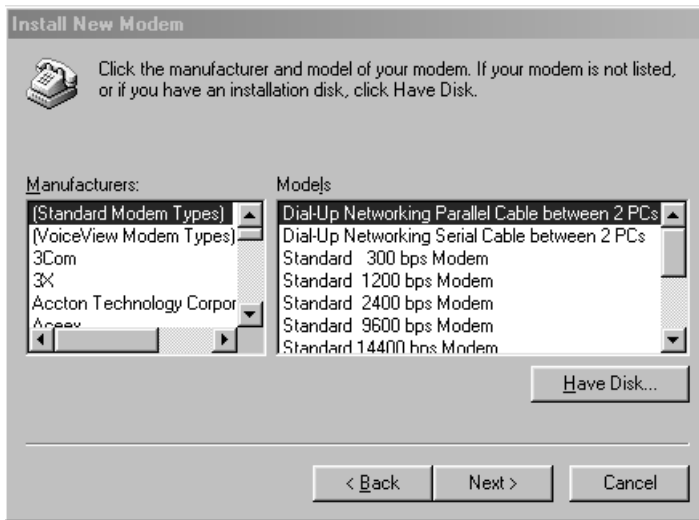 Install New Modem
Click the manufacturer and model of your modem. If your modem is not listed,
or if you have an installation disk, click Have Disk.
Manufacturers:
(Standard Modem Types)
(VoiceView Modem Types)
3Com
3X
Accton Technology Corpor
Aceex
Models
Dial-Up Networking Parallel Cable between 2 PCs
Dial-Up Networking Serial Cable between 2 PCs
Standard   300 bps Modem
Standard  1200 bps Modem
Standard  2400 bps Modem
Standard  9600 bps Modem
Standard 14400 bps Modem
Have Disk...
< Back
Next >
Cancel